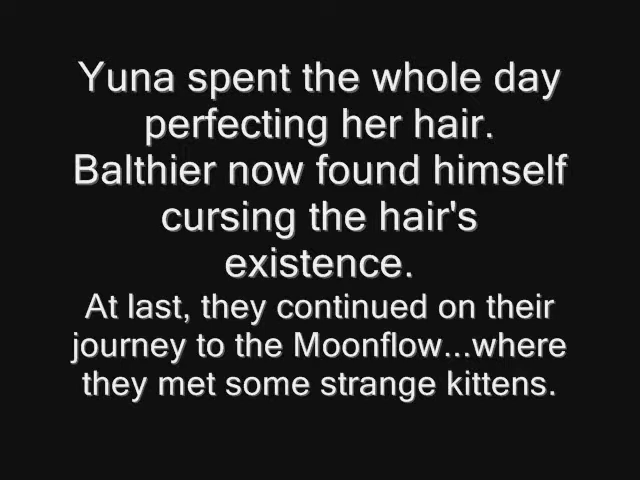 Yuna spent the whole day
perfecting her hair.
Balthier now found himself
cursing the hair's
existence.
At last, they continued on their
journey to the Moonflow...where
they met some strange kittens.